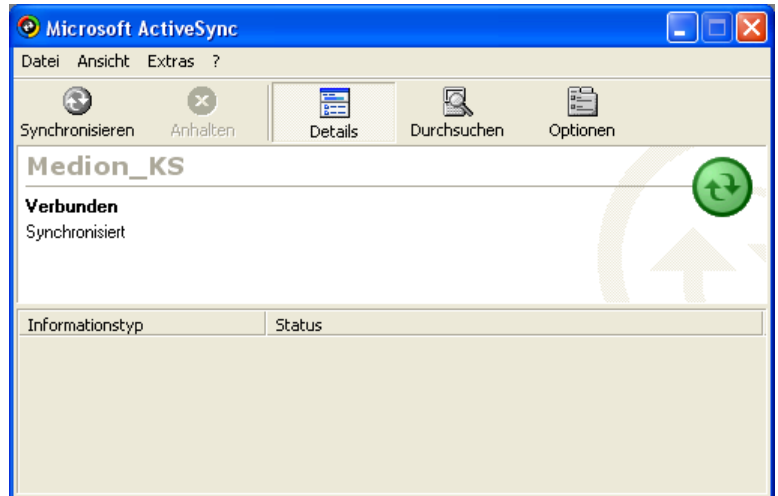 Microsoft ActiveSync
Datei Ansicht Extras ?
Synchronisieren Anhalten Details Durchsuchen Optionen
Medion_KS
Verbunden
Synchronisiert
Informationstyp Status